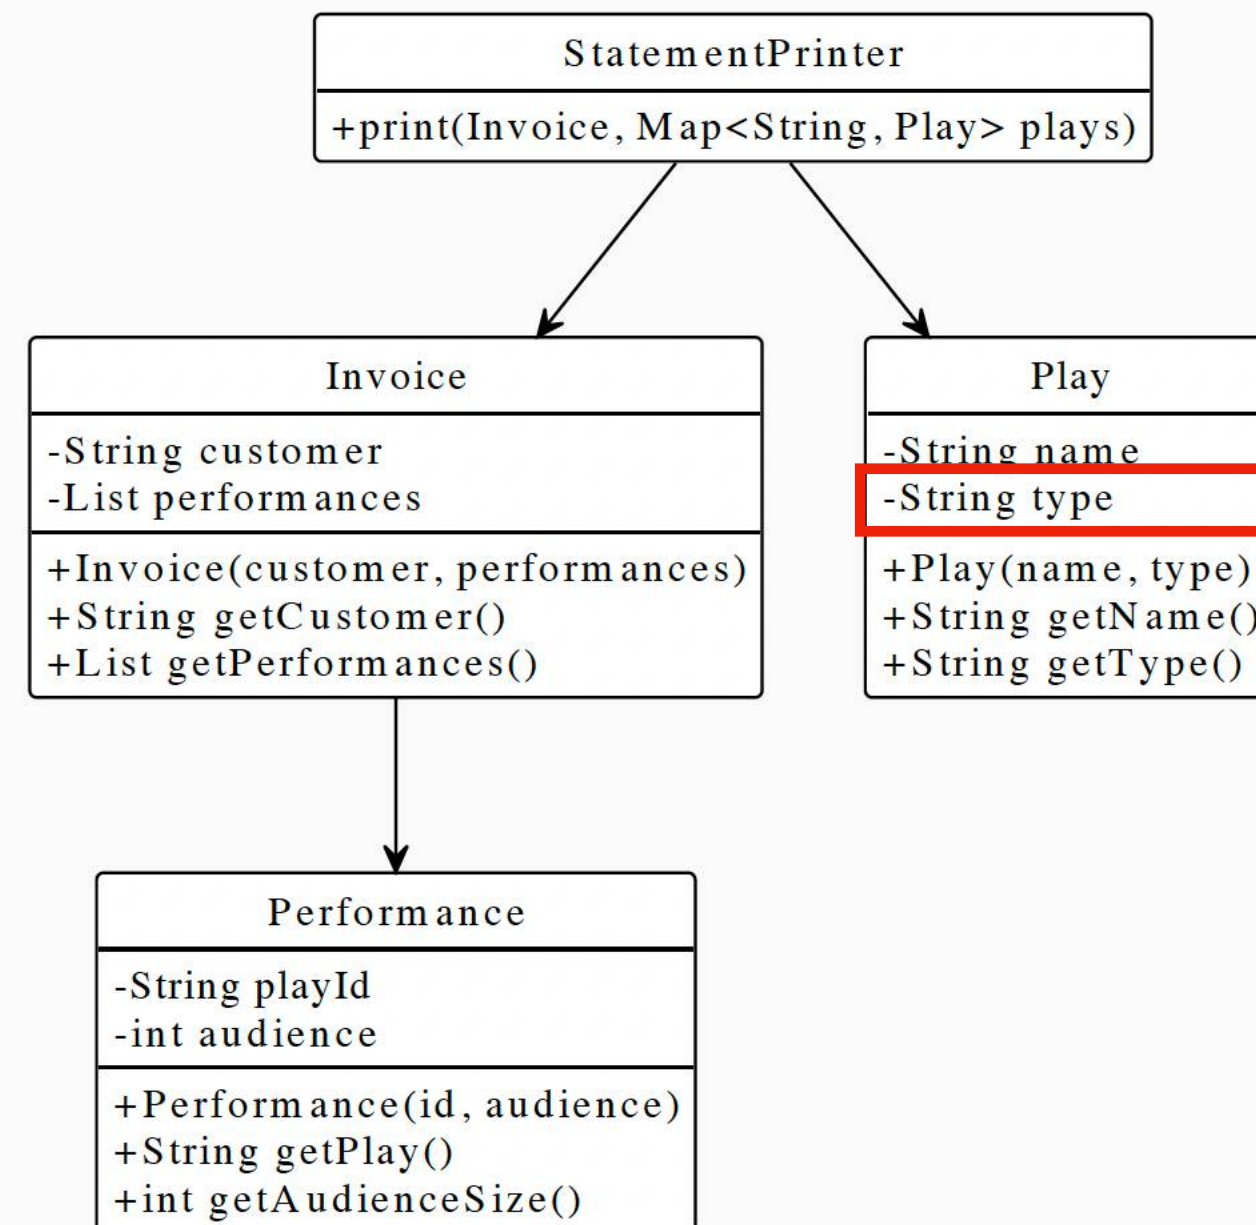 StatementPrinter
+print(Invoice, Map<String, Play> plays)
Invoice
-String customer
-List performances
+Invoice(customer, performances)
+String getCustomer()
+List getPerformances()
Play
-String name
-String type
+Play(name, type)
+String getName()
+String getType()
Performance
-String playId
-int audience
+Performance(id, audience)
+String getPlay()
+int getAudienceSize()